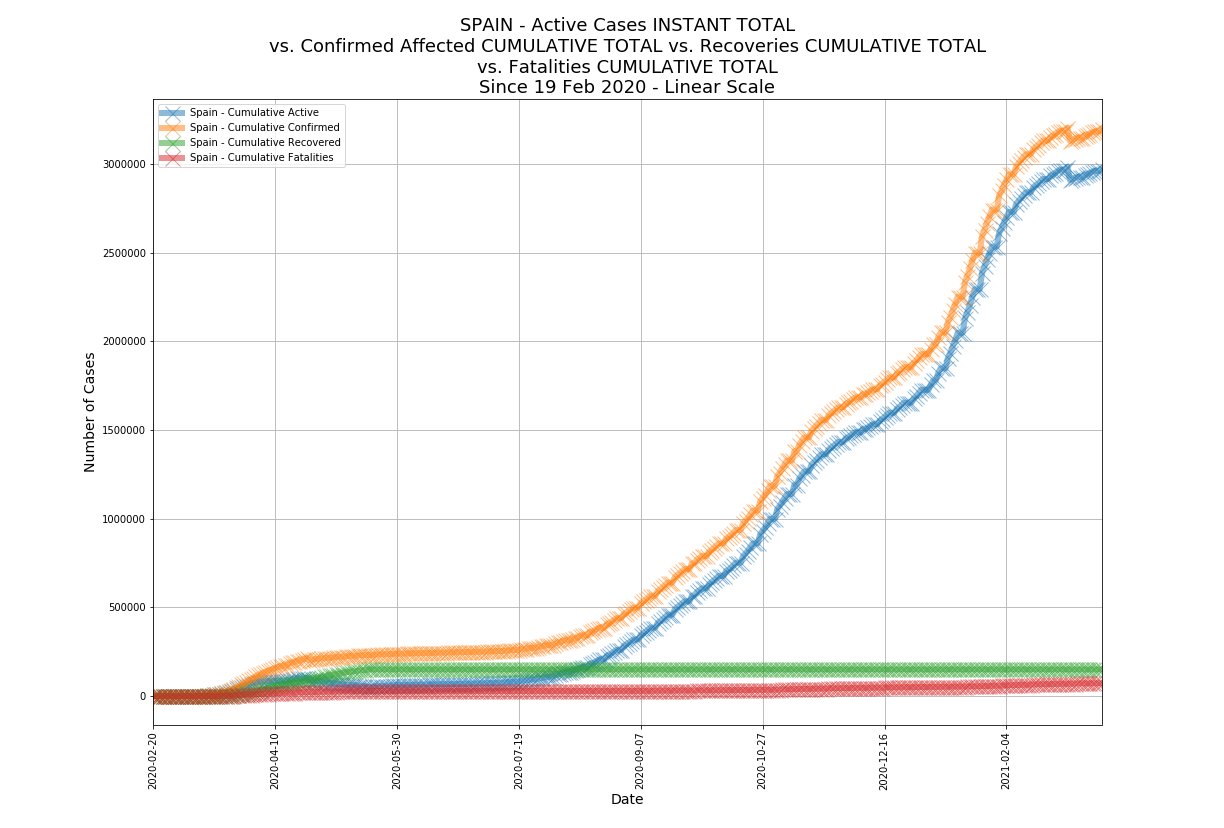 SPAIN - Active Cases INSTANT TOTAL
vs. Confirmed Affected CUMULATIVE TOTAL vs. Recoveries CUMULATIVE TOTAL
vs. Fatalities CUMULATIVE TOTAL
Since 19 Feb 2020 - Linear Scale
Spain - Cumulative Active
Spain - Cumulative Confirmed
Spain - Cumulative Recovered
Spain - Cumulative Fatalities
Number of Cases
3000000
2500000
2000000
1500000
1000000
500000
0
2020-02-20
2020-04-10
2020-05-30
2020-07-19
2020-09-07
2020-10-27
2020-12-16
2021-02-04
Date